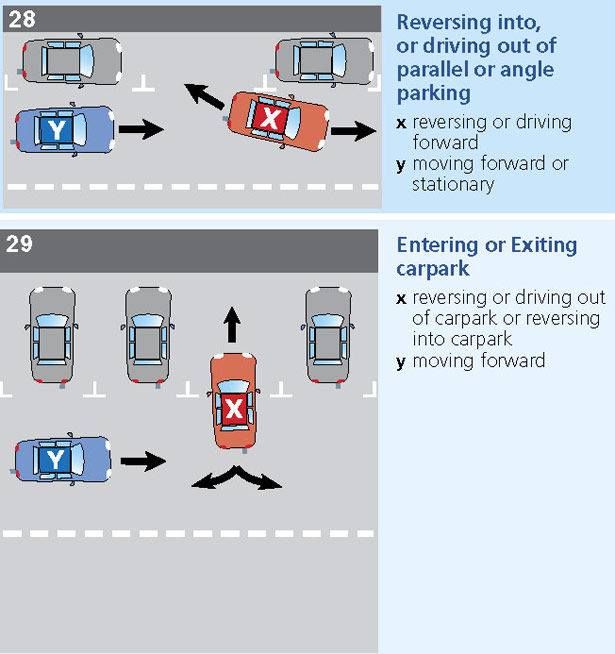 28
Reversing into,
or driving out of
parallel or angle
parking
x reversing or driving
forward
y moving forward or
stationary
Y
X
29
Entering or Exiting
carpark
x reversing or driving out
of carpark or reversing
into carpark
y moving forward
X
Y